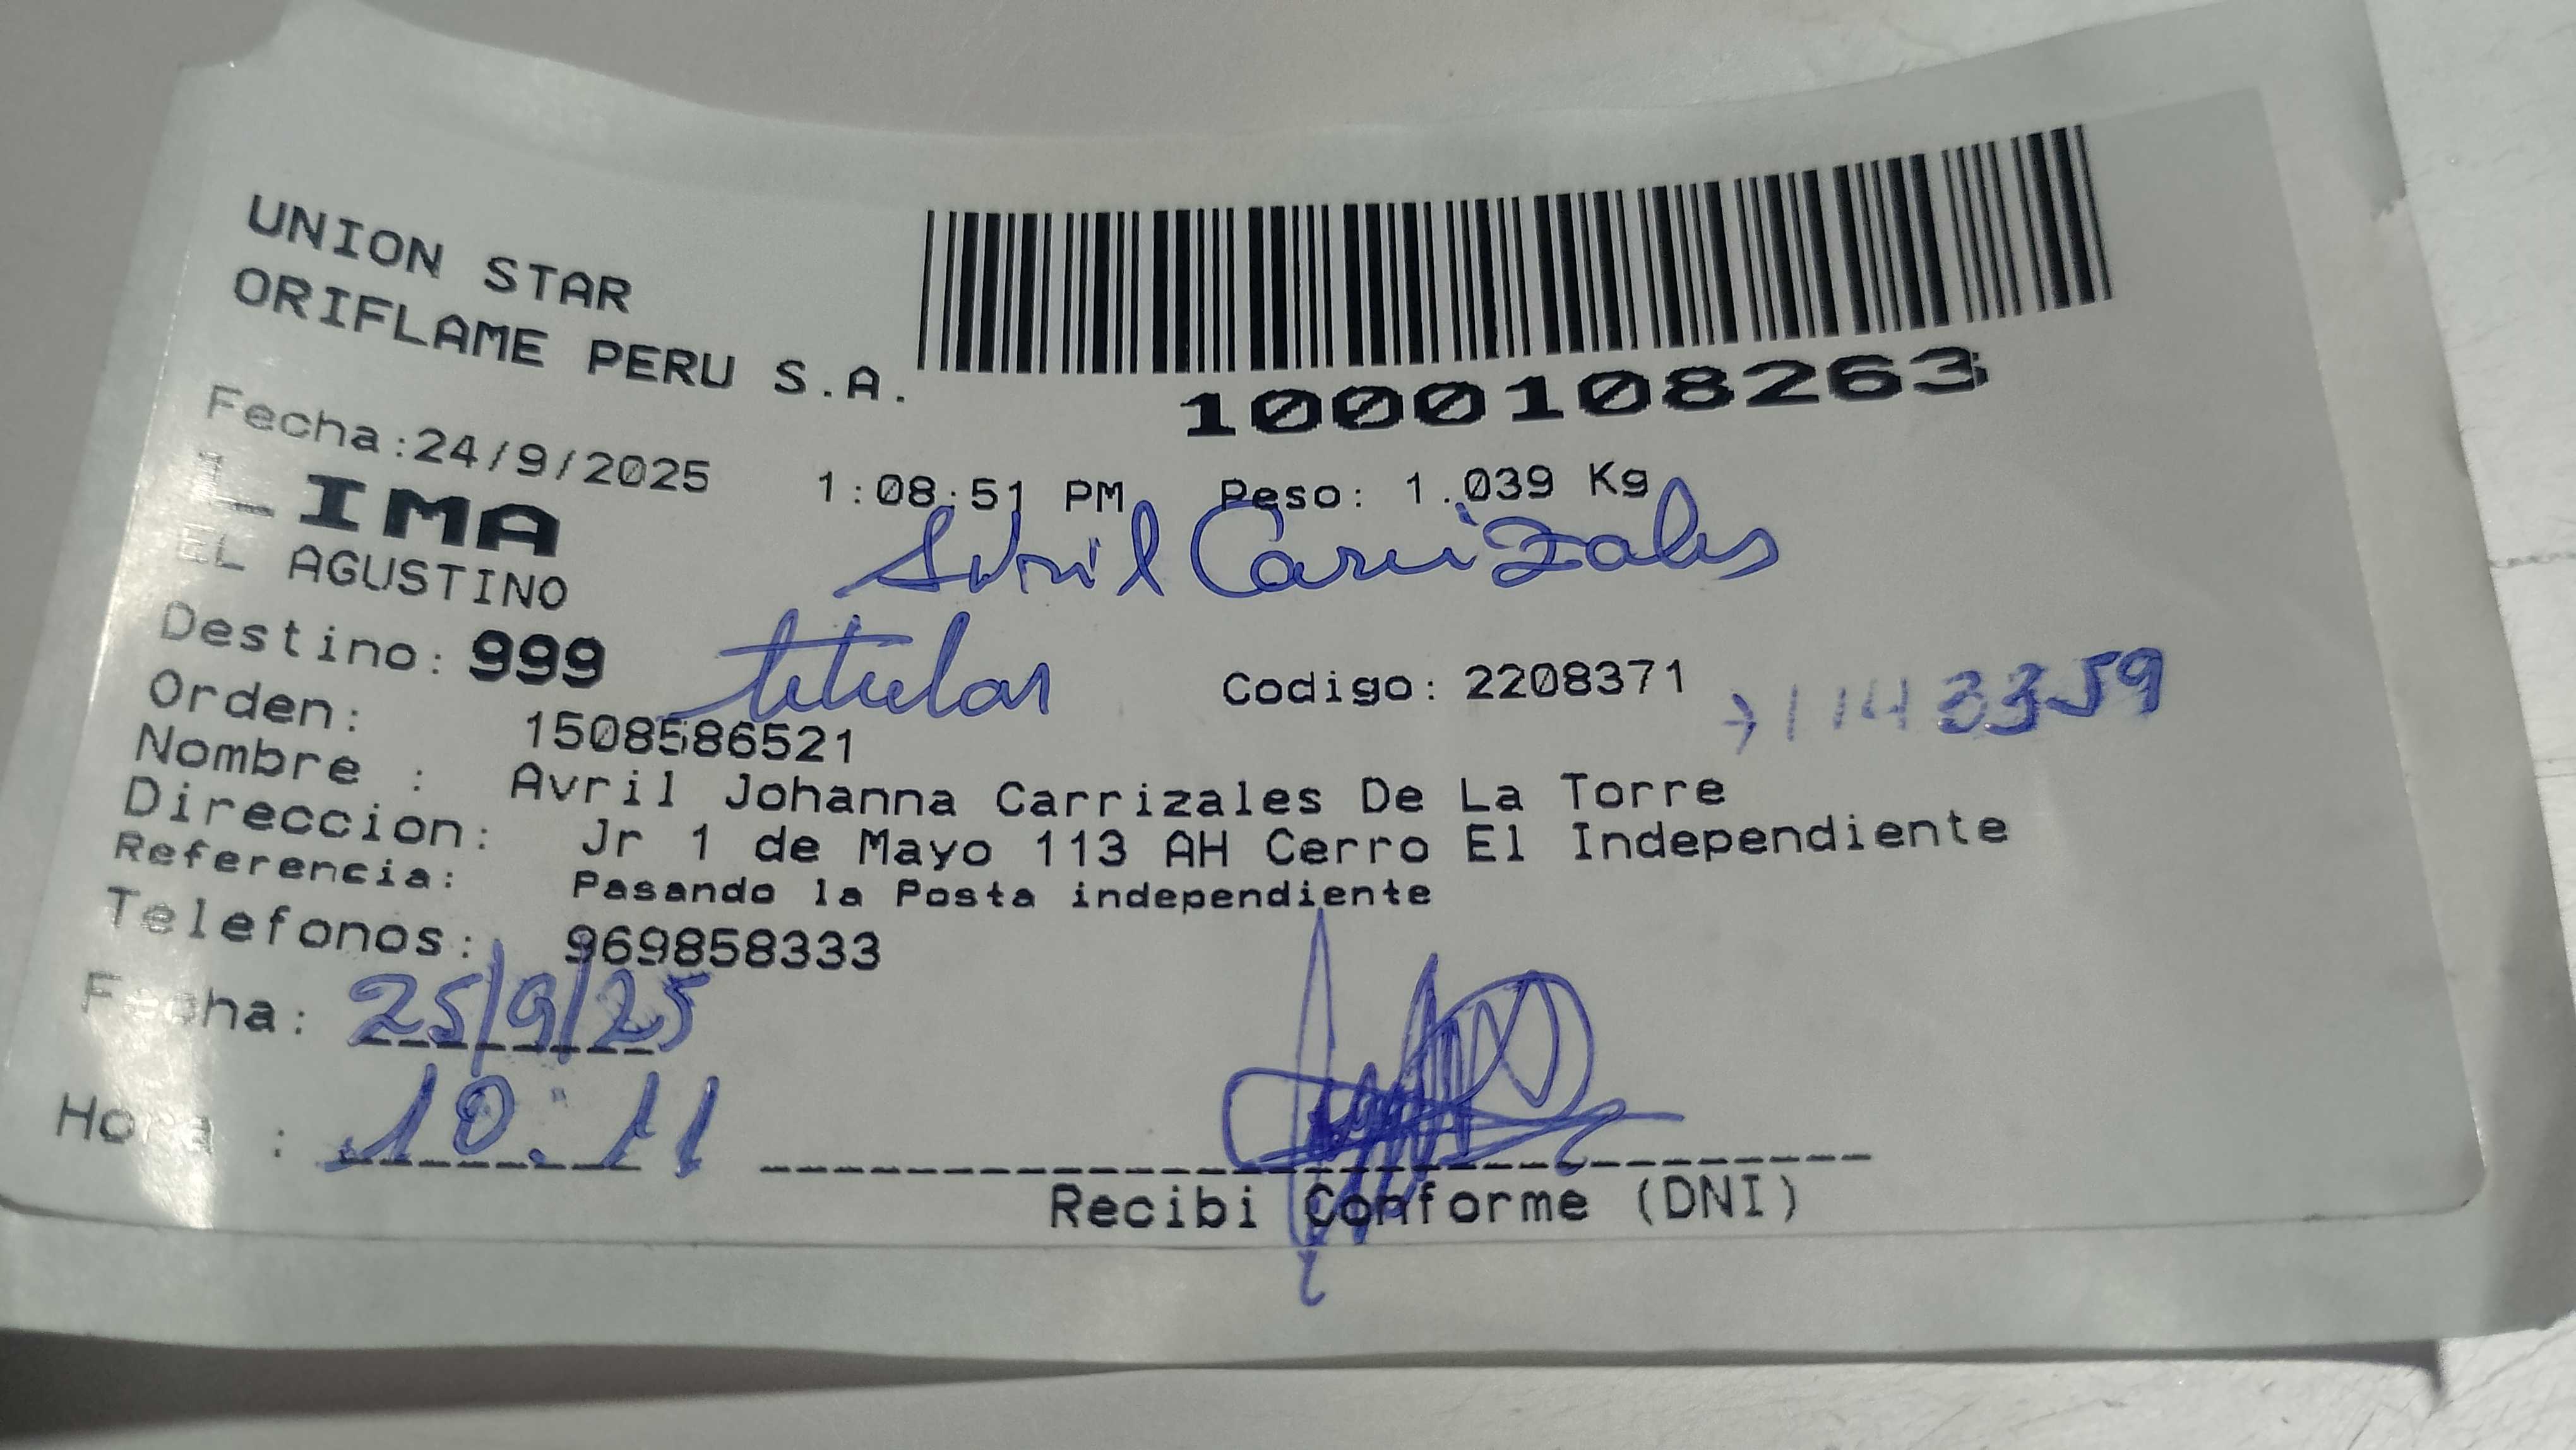 UNION STAR
ORIFLAME PERU S.A.
1000108263
Fecha:24/9/2025 1:08:51 PM Peso: 1.039 Kg
LIMA
Avril Carrizales
EL AGUSTINO
Destino: 999
titular
Codigo: 2208371
Orden: 1508586521
Nombre : Avril Johanna Carrizales De La Torre
Direccion: Jr 1 de Mayo 113 AH Cerro El Independiente
Referencia: Pasando la Posta independiente
Telefonos: 969858333
Fecha: 25/9/25
Hora : 10:11
Recibi Conforme (DNI)